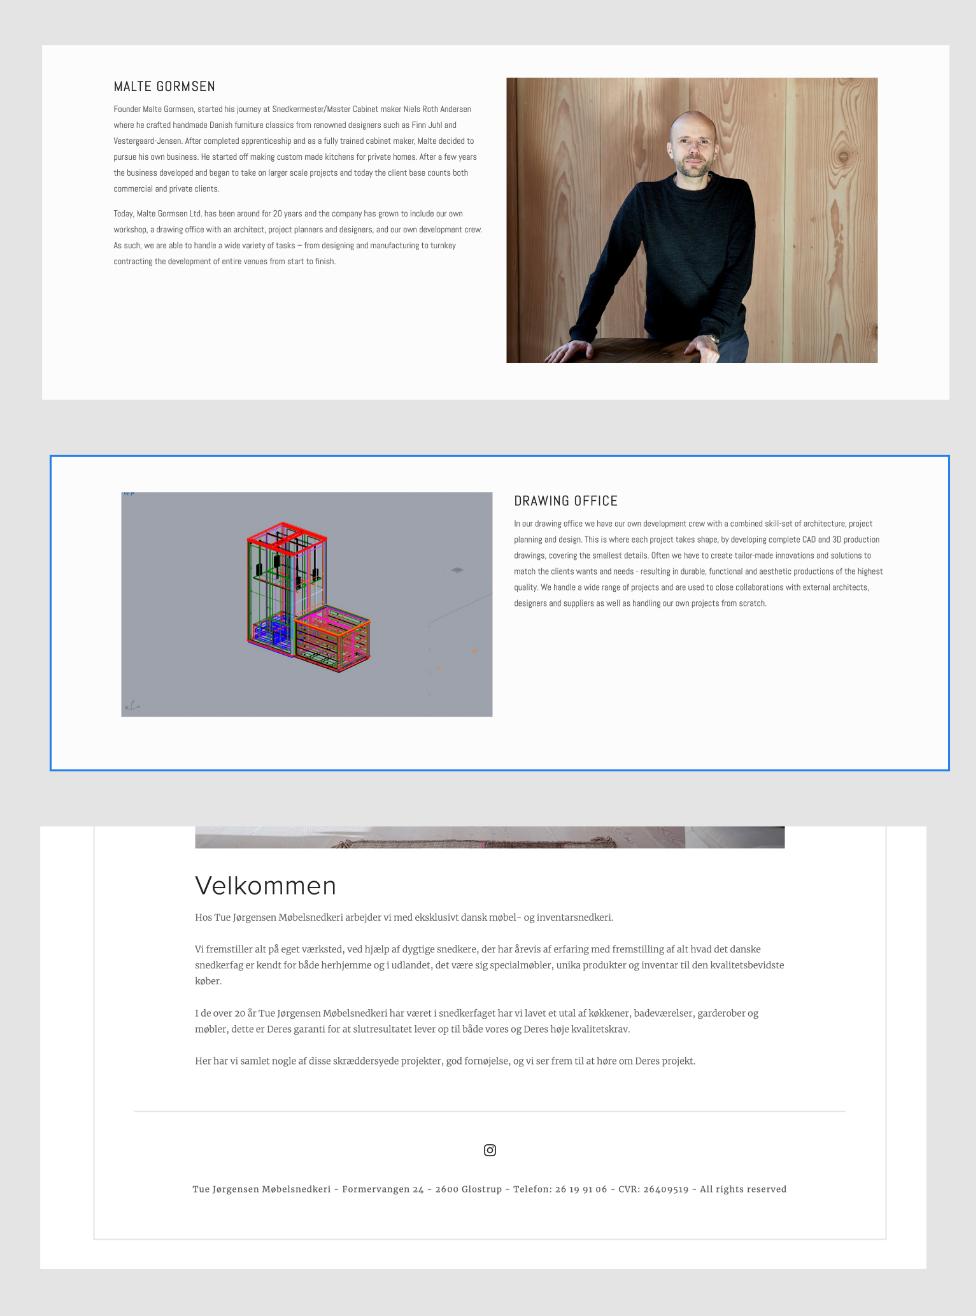 MALTE GORMSEN
Founder Malte Gormsen, started his journey at Snedkermester/Master Cabinet maker Niels Roth Andersen
where he crafted handmade Danish furniture classics from renowned designers such as Finn Juhl and
Vestergaard-Jensen. After completed apprenticeship and as a fully trained cabinet maker, Malte decided to
pursue his own business. He started off making custom made kitchens for private homes. After a few years
the business developed and began to take on larger scale projects and today the client base counts both
commercial and private clients.
Today, Malte Gormsen Ltd. has been around for 20 years and the company has grown to include our own
workshop, a drawing office with an architect, project planners and designers, and our own development crew.
As such, we are able to handle a wide variety of tasks – from designing and manufacturing to turnkey
contracting the development of entire venues from start to finish.
DRAWING OFFICE
In our drawing office we have our own development crew with a combined skill-set of architecture, project
planning and design. This is where each project takes shape, by developing complete CAD and 3D production
drawings, covering the smallest details. Often we have to create tailor-made innovations and solutions to
match the clients wants and needs - resulting in durable, functional and aesthetic productions of the highest
quality. We handle a wide range of projects and are used to close collaborations with external architects,
designers and suppliers as well as handling our own projects from scratch.
Velkommen
Hos Tue Jørgensen Møbelsnedkeri arbejder vi med eksklusivt dansk møbel- og inventarsnedkeri.
Vi fremstiller alt på eget værksted, ved hjælp af dygtige snedkere, der har årevis af erfaring med fremstilling af alt hvad det danske
snedkerfag er kendt for både herhjemme og i udlandet, det være sig specialmøbler, unika produkter og inventar til den kvalitetsbevidste
køber.
I de over 20 år Tue Jørgensen Møbelsnedkeri har været i snedkerfaget har vi lavet et utal af køkkener, badeværelser, garderober og
møbler, dette er Deres garanti for at slutresultatet lever op til både vores og Deres høje kvalitetskrav.
Her har vi samlet nogle af disse skræddersyede projekter, god fornøjelse, og vi ser frem til at høre om Deres projekt.
Tue Jørgensen Møbelsnedkeri - Formervangen 24 - 2600 Glostrup - Telefon: 26 19 91 06 - CVR: 26409519 - All rights reserved